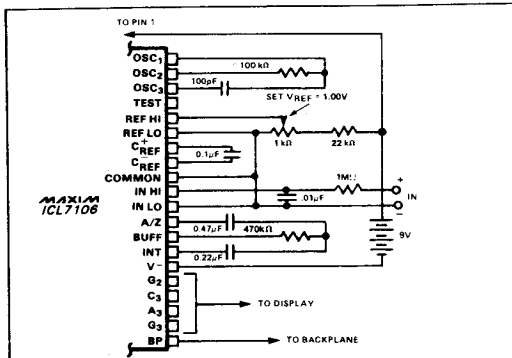 TO PIN 1
OSC1
100 kΩ
OSC2
OSC3
100pF
TEST
SET VREF = 1.00V
REF HI
REF LO
1 kΩ
22 kΩ
C+REF
0.1µF
C-REF
COMMON
1MΩ
+
MAXIM
ICL7106
IN HI
.01µF
IN
IN LO
−
A/Z
0.47µF
470kΩ
BUFF
9V
INT
0.22µF
V−
G2
C3
TO DISPLAY
A3
G3
BP
TO BACKPLANE